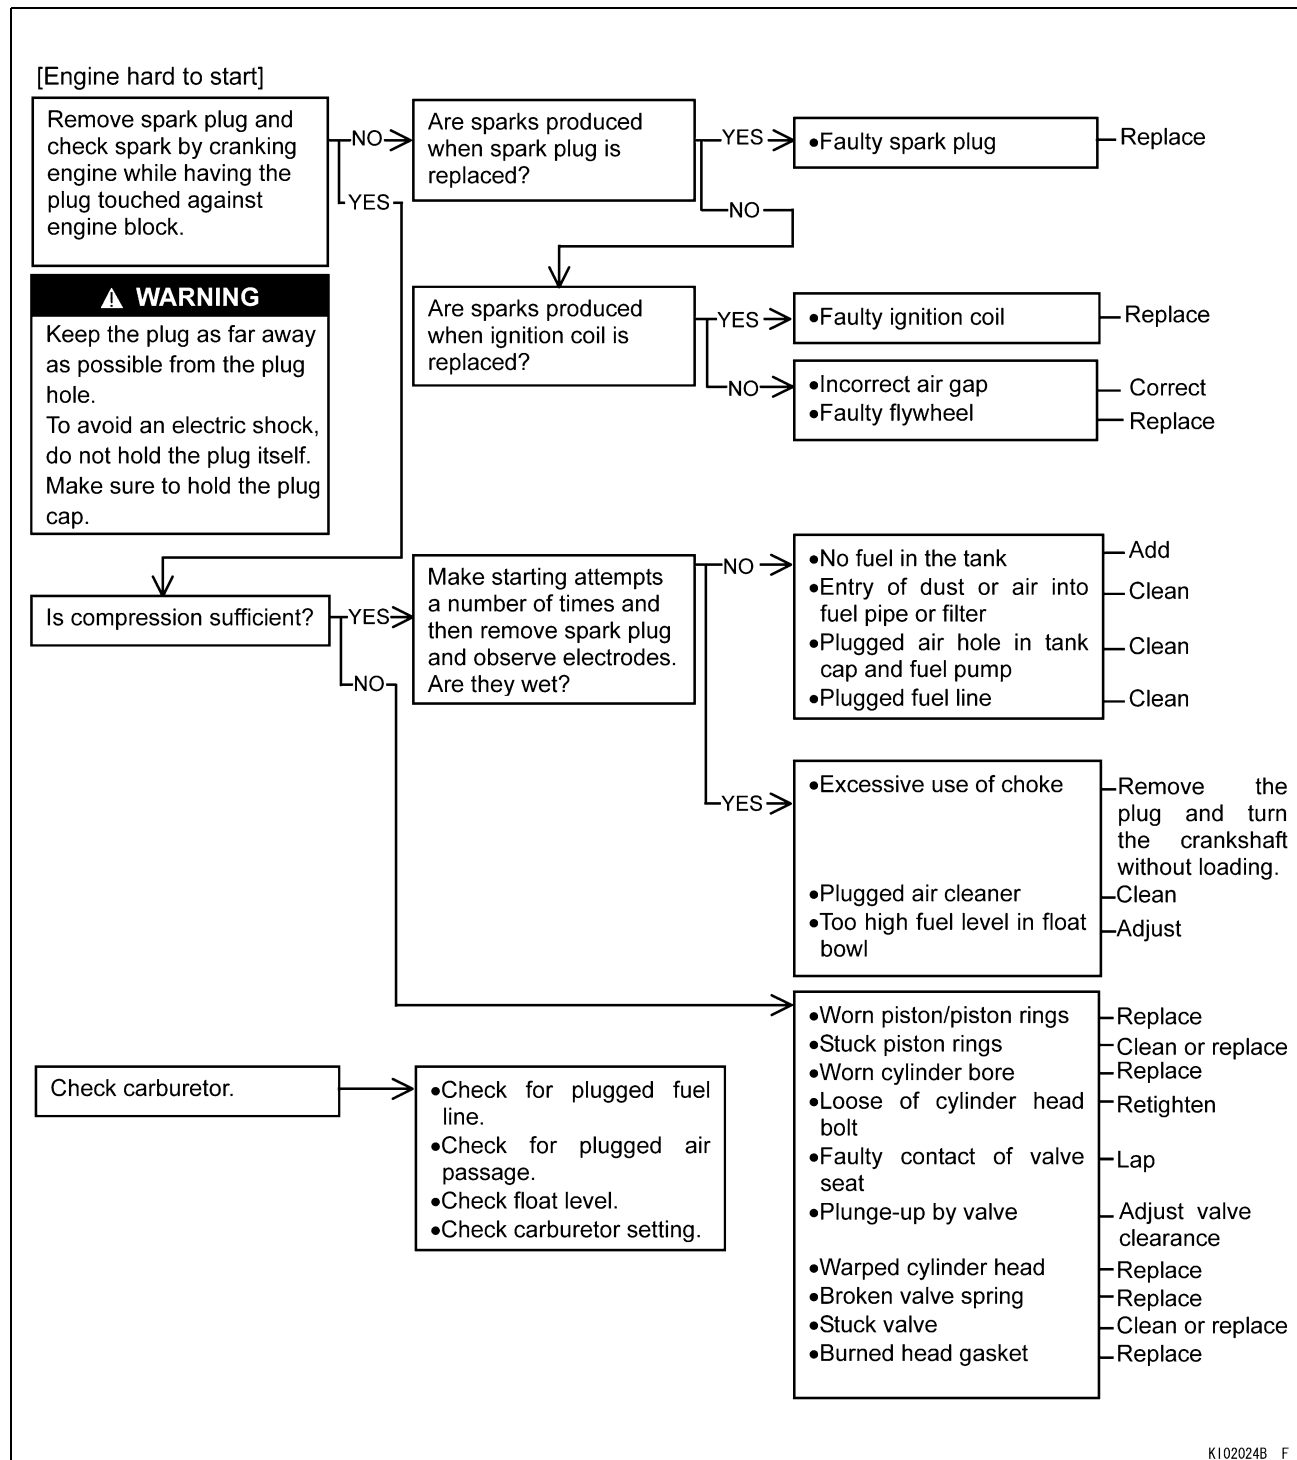 [Engine hard to start]
Remove spark plug and
check spark by cranking
engine while having the
plug touched against
engine block.
NO
YES
Are sparks produced
when spark plug is
replaced?
YES
NO
•Faulty spark plug
Replace
WARNING
Keep the plug as far away
as possible from the plug
hole.
To avoid an electric shock,
do not hold the plug itself.
Make sure to hold the plug
cap.
Are sparks produced
when ignition coil is
replaced?
YES
NO
•Faulty ignition coil
Replace
•Incorrect air gap
Correct
•Faulty flywheel
Replace
Is compression sufficient?
YES
NO
Make starting attempts
a number of times and
then remove spark plug
and observe electrodes.
Are they wet?
NO
YES
•No fuel in the tank
Add
•Entry of dust or air into
fuel pipe or filter
Clean
•Plugged air hole in tank
cap and fuel pump
Clean
•Plugged fuel line
Clean
•Excessive use of choke
Remove the
plug and turn
the crankshaft
without loading.
•Plugged air cleaner
Clean
•Too high fuel level in float
bowl
Adjust
•Worn piston/piston rings
Replace
•Stuck piston rings
Clean or replace
•Worn cylinder bore
Replace
•Loose of cylinder head
bolt
Retighten
•Faulty contact of valve
seat
Lap
•Plunge-up by valve
Adjust valve
clearance
•Warped cylinder head
Replace
•Broken valve spring
Replace
•Stuck valve
Clean or replace
•Burned head gasket
Replace
Check carburetor.
•Check for plugged fuel
line.
•Check for plugged air
passage.
•Check float level.
•Check carburetor setting.
KI02024B F